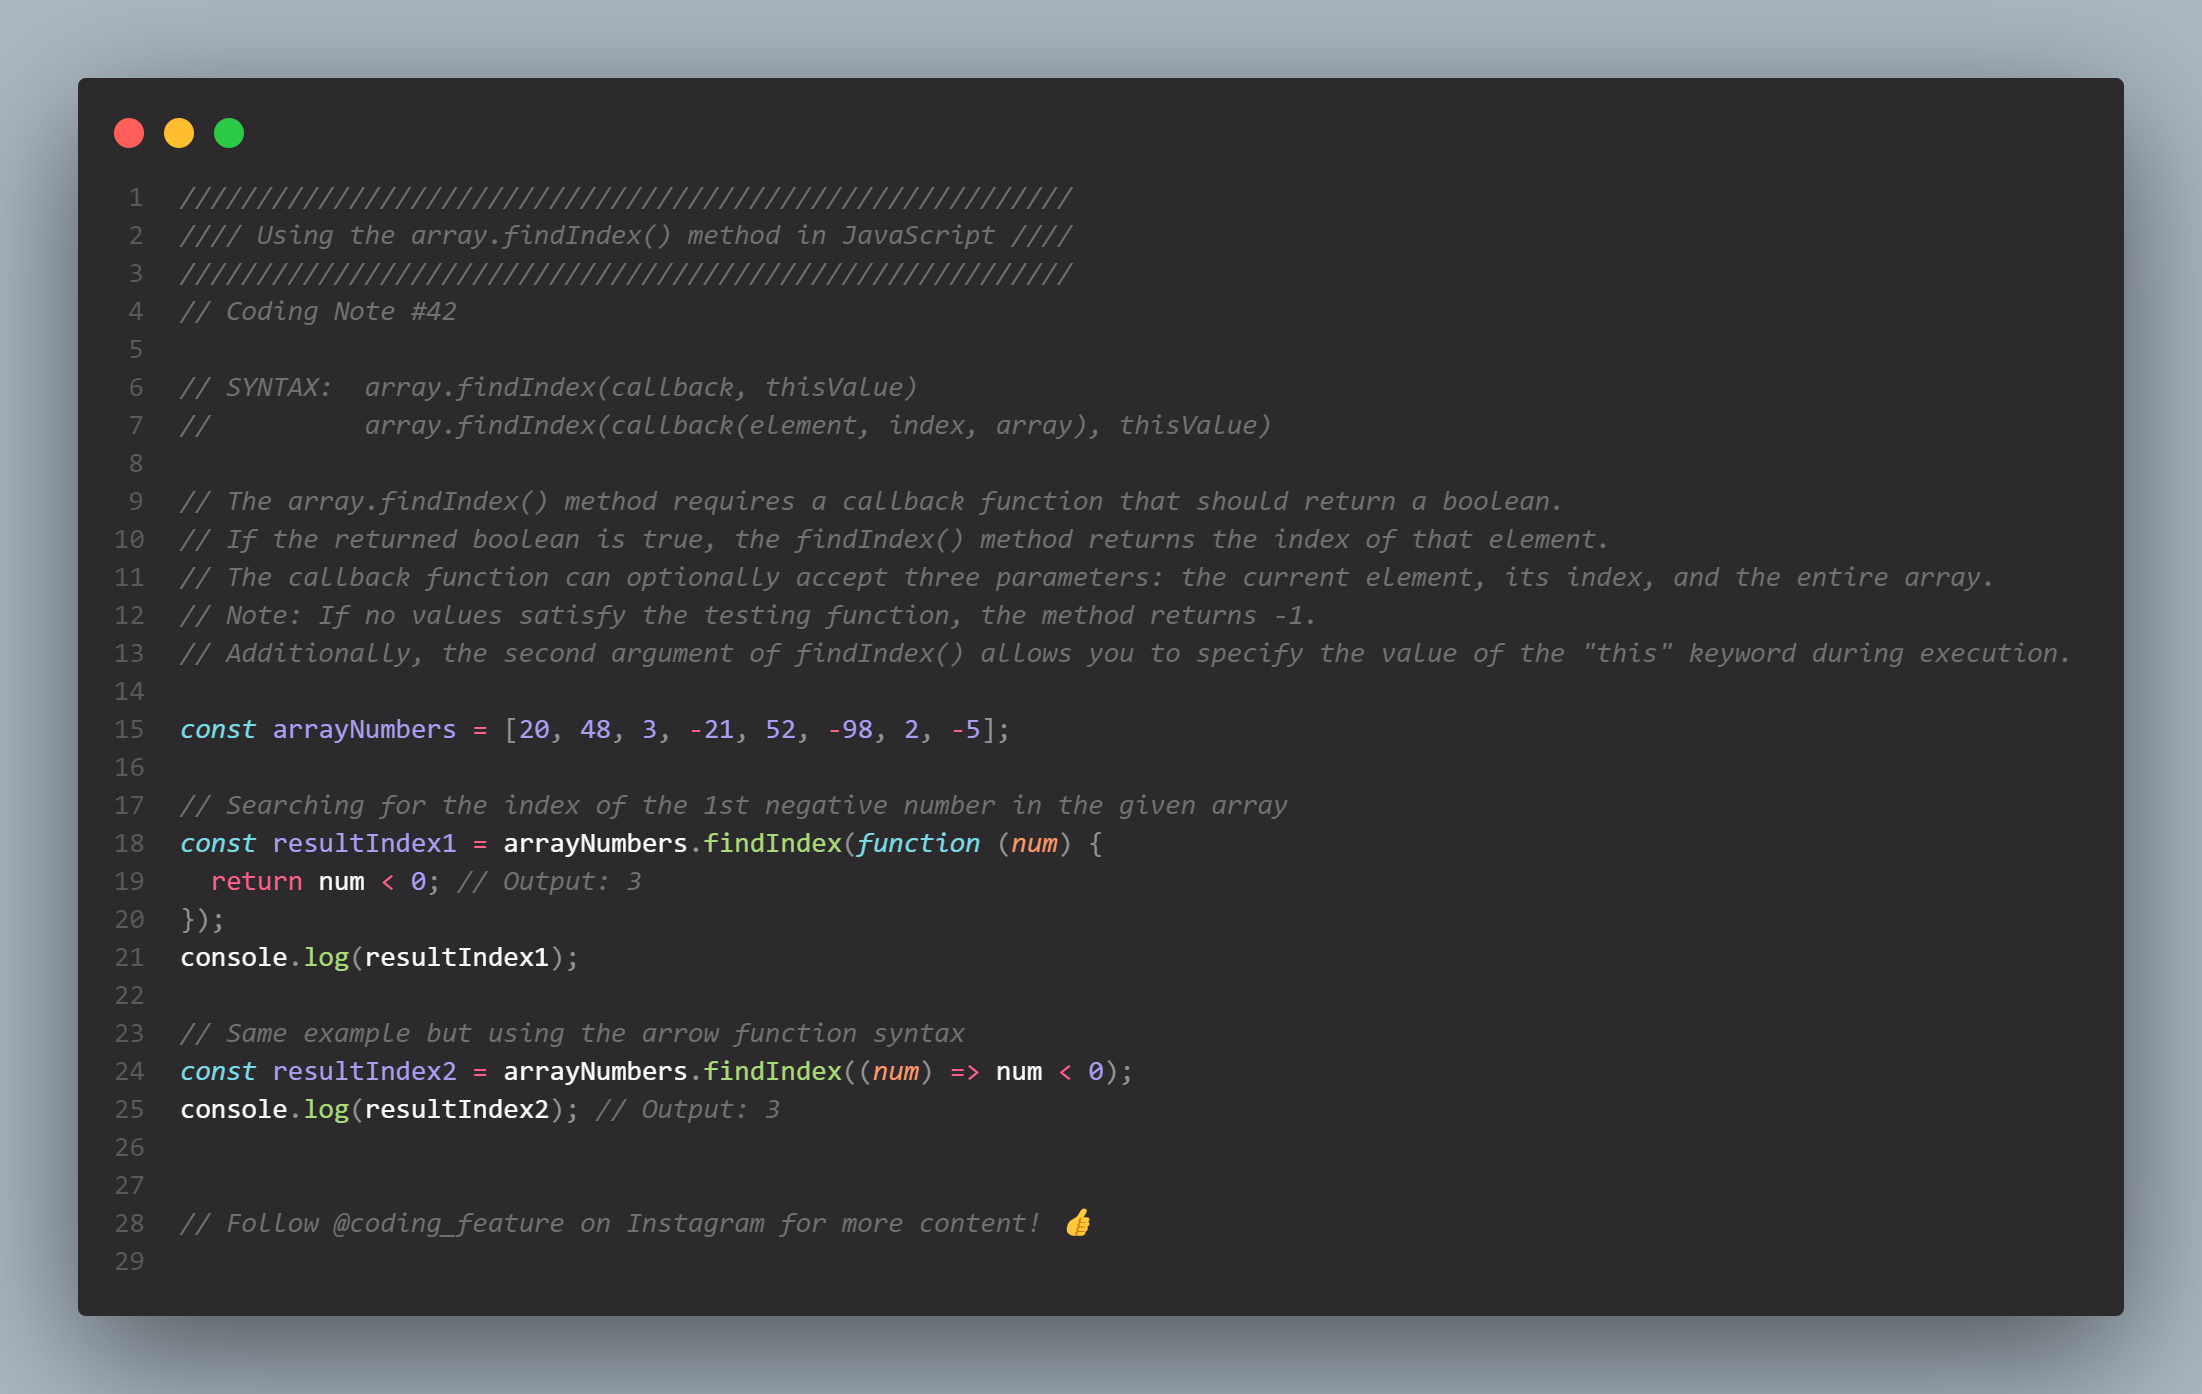 1 //////////////////////////////////////////////////////////
2 //// Using the array.findIndex() method in JavaScript ////
3 //////////////////////////////////////////////////////////
4 // Coding Note #42
5
6 // SYNTAX:  array.findIndex(callback, thisValue)
7 //          array.findIndex(callback(element, index, array), thisValue)
8
9 // The array.findIndex() method requires a callback function that should return a boolean.
10 // If the returned boolean is true, the findIndex() method returns the index of that element.
11 // The callback function can optionally accept three parameters: the current element, its index, and the entire array.
12 // Note: If no values satisfy the testing function, the method returns -1.
13 // Additionally, the second argument of findIndex() allows you to specify the value of the "this" keyword during execution.
14
15 const arrayNumbers = [20, 48, 3, -21, 52, -98, 2, -5];
16
17 // Searching for the index of the 1st negative number in the given array
18 const resultIndex1 = arrayNumbers.findIndex(function (num) {
19   return num < 0; // Output: 3
20 });
21 console.log(resultIndex1);
22
23 // Same example but using the arrow function syntax
24 const resultIndex2 = arrayNumbers.findIndex((num) => num < 0);
25 console.log(resultIndex2); // Output: 3
26
27
28 // Follow @coding_feature on Instagram for more content! 👍
29